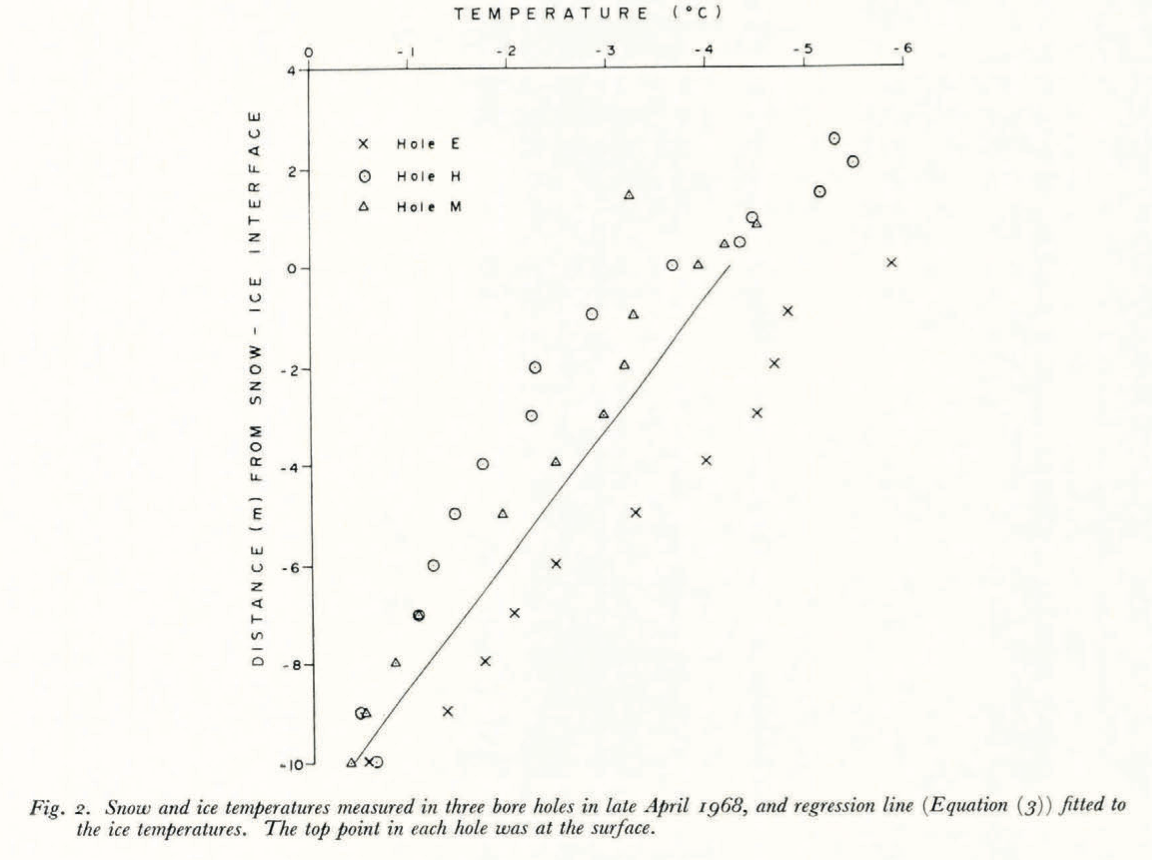 TEMPERATURE (°C)
0 -1 -2 -3 -4 -5 -6
4
2
0
-2
-4
-6
-8
-10
DISTANCE (m) FROM SNOW - ICE INTERFACE
Hole E
Hole H
Hole M
Fig. 2. Snow and ice temperatures measured in three bore holes in late April 1968, and regression line (Equation (3)) fitted to
the ice temperatures. The top point in each hole was at the surface.